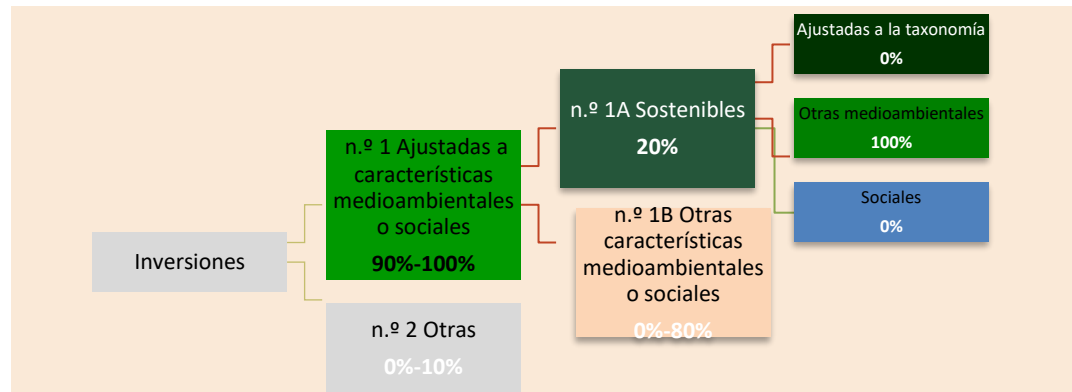 Inversiones
n.º 1 Ajustadas a
características
medioambientales
o sociales
90%-100%
n.º 2 Otras
0%-10%
n.º 1A Sostenibles
20%
n.º 1B Otras
características
medioambientales
o sociales
0%-80%
Ajustadas a la taxonomía
0%
Otras medioambientales
100%
Sociales
0%